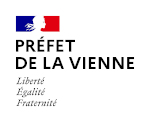 PRÉFET
DE LA VIENNE
Liberté
Égalité
Fraternité